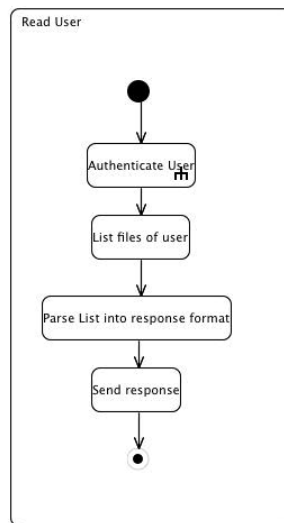 Read User
Authenticate User
List files of user
Parse List into response format
Send response